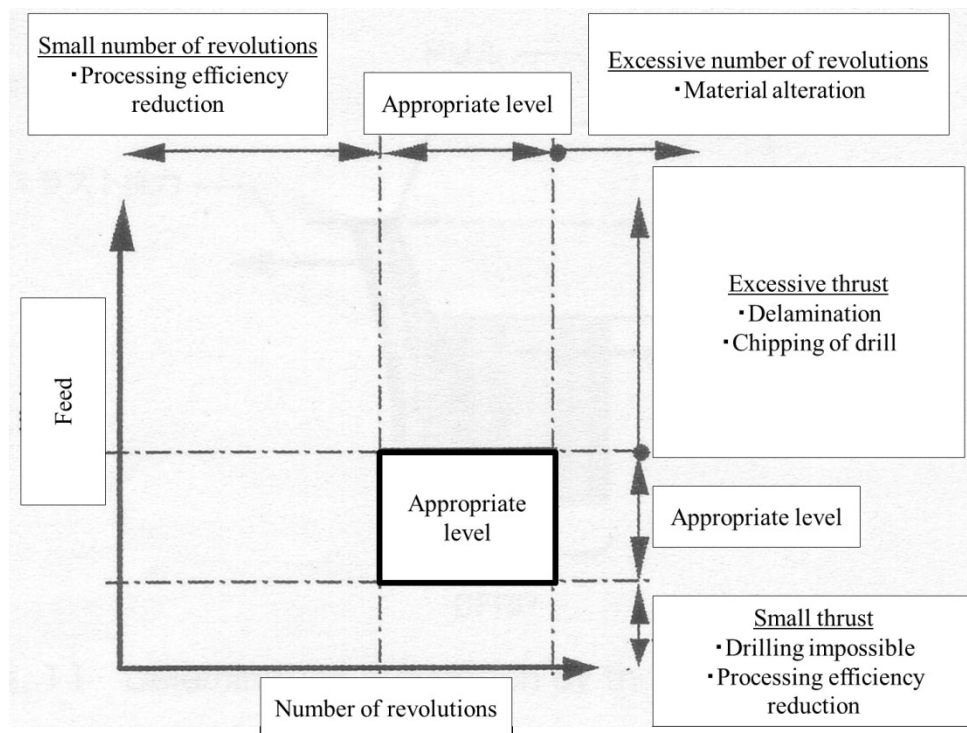 Small number of revolutions
・Processing efficiency
reduction
Appropriate level
Excessive number of revolutions
・Material alteration
Excessive thrust
・Delamination
・Chipping of drill
Feed
Appropriate
level
Appropriate level
Small thrust
・Drilling impossible
・Processing efficiency
reduction
Number of revolutions